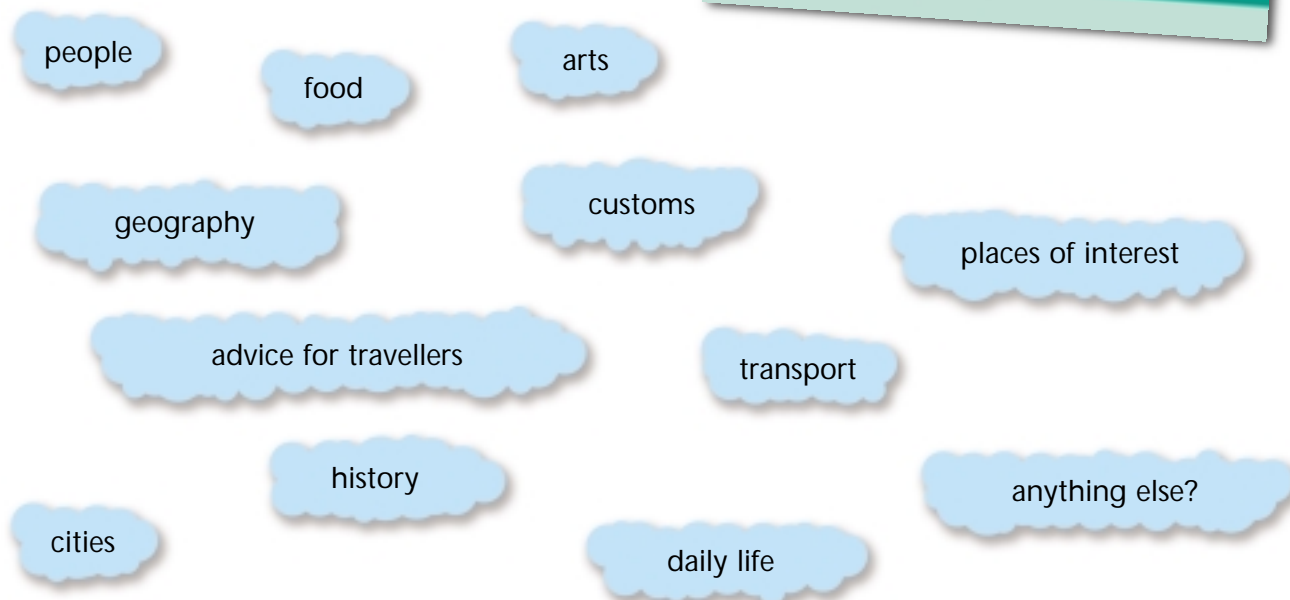 people
food
arts
geography
customs
places of interest
advice for travellers
transport
history
anything else?
cities
daily life